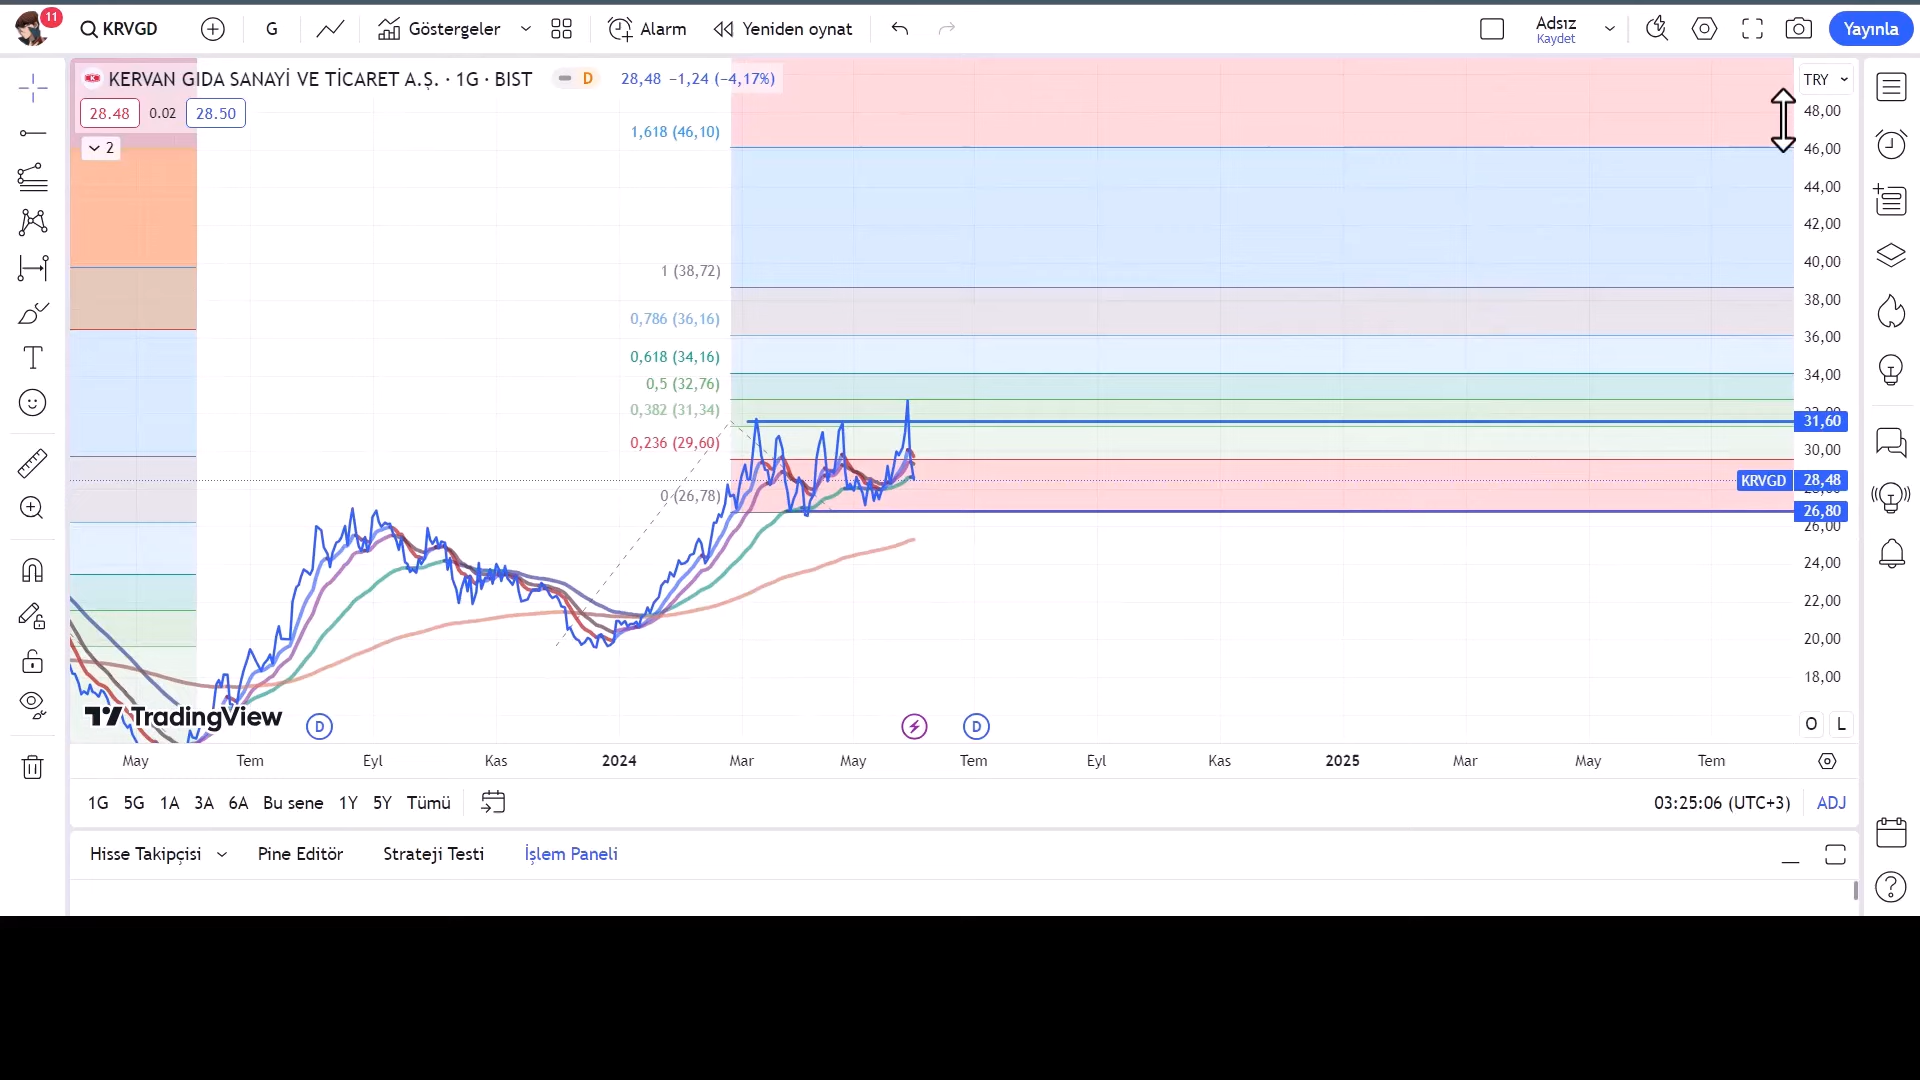 11
KRVGD
G
Göstergeler
Alarm
Yeniden oynat
Adsız
Kaydet
Yayınla
KERVAN GIDA SANAYİ VE TİCARET A.Ş. · 1G · BIST
D
28,48 −1,24 (−4,17%)
TRY
28.48
0.02
28.50
2
1,618 (46,10)
1 (38,72)
0,786 (36,16)
0,618 (34,16)
0,5 (32,76)
0,382 (31,34)
0,236 (29,60)
0 (26,78)
48,00
46,00
44,00
42,00
40,00
38,00
36,00
34,00
31,60
30,00
KRVGD 28,48
26,80
26,00
24,00
22,00
20,00
18,00
TradingView
D
D
O
L
May
Tem
Eyl
Kas
2024
Mar
May
Tem
Eyl
Kas
2025
Mar
May
Tem
1G
5G
1A
3A
6A
Bu sene
1Y
5Y
Tümü
03:25:06 (UTC+3)
ADJ
Hisse Takipçisi
Pine Editör
Strateji Testi
İşlem Paneli